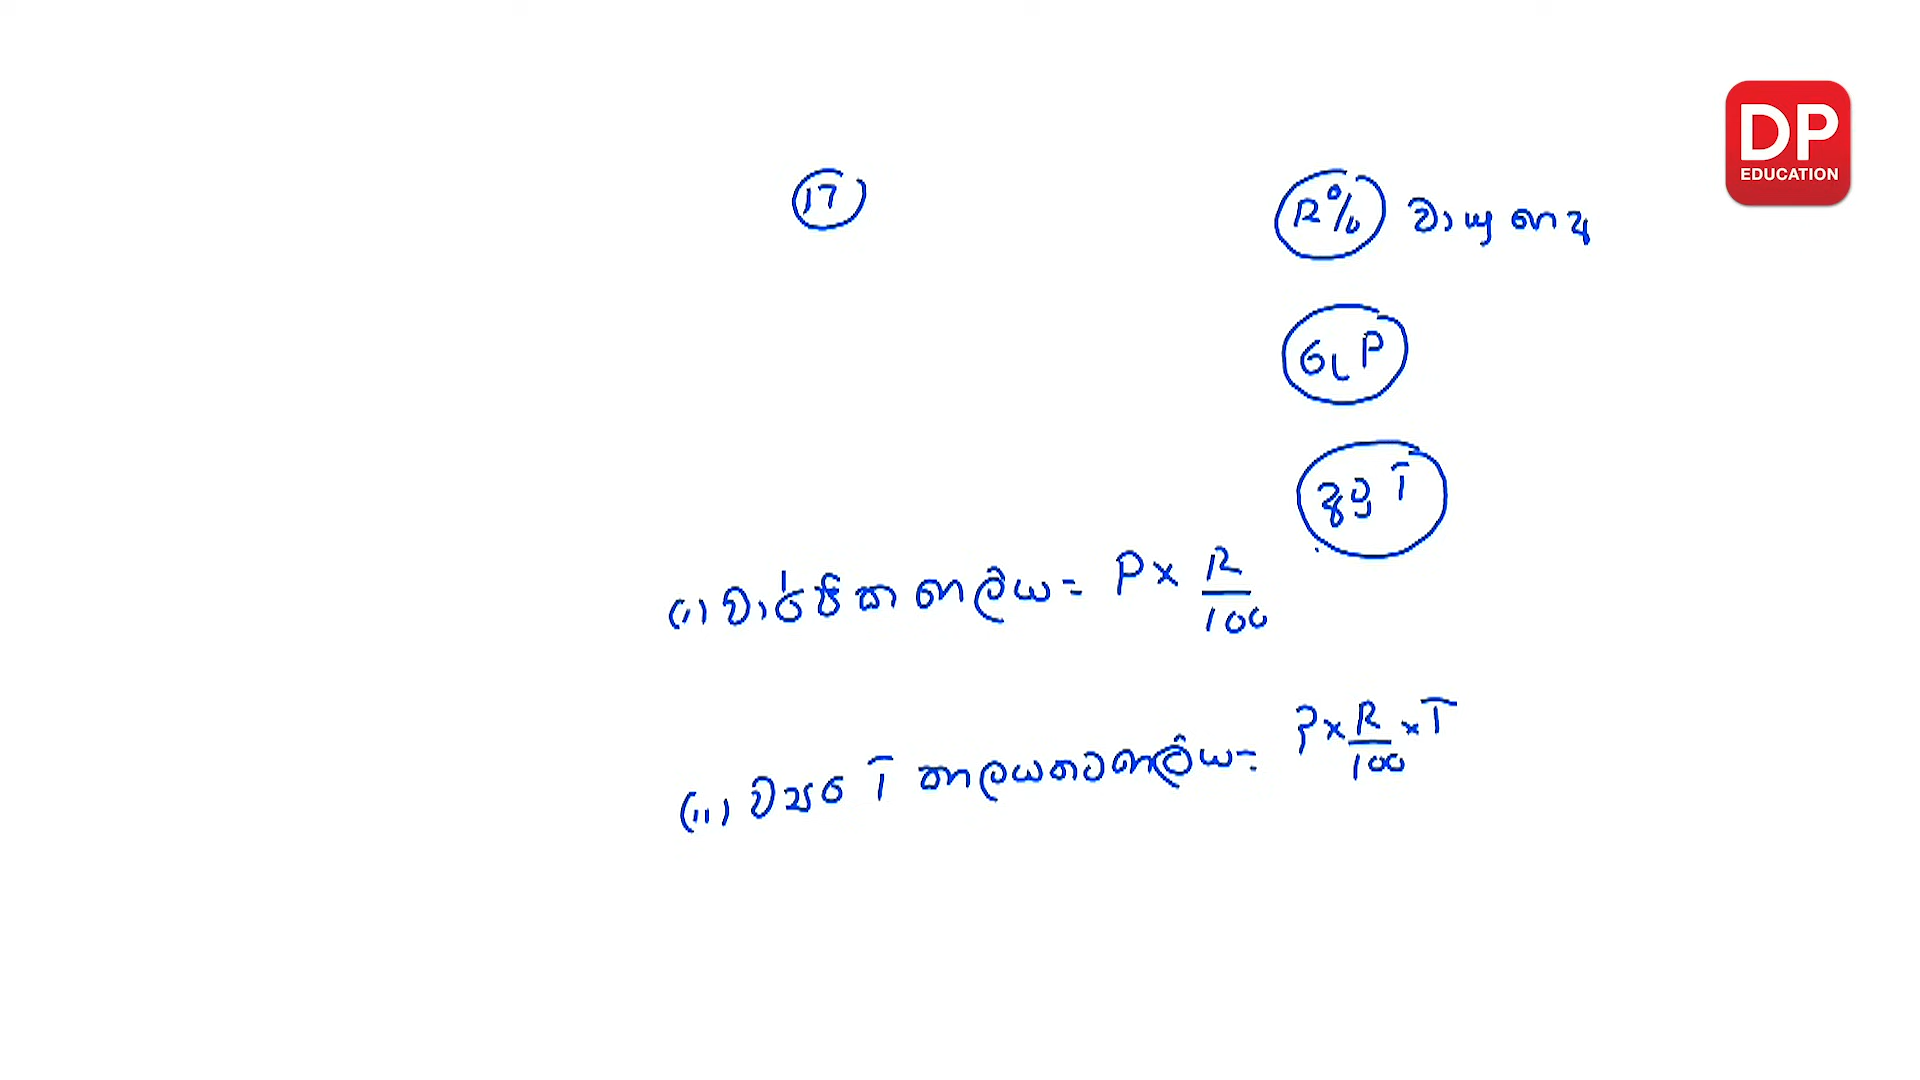 DP
EDUCATION
17
R% වා සු පොලී
රු P
අවු T
(i) වාර්ෂික පොලිය = P × R/100
(ii) වසර T කාලයකට පොලිය = P × R/100 × T